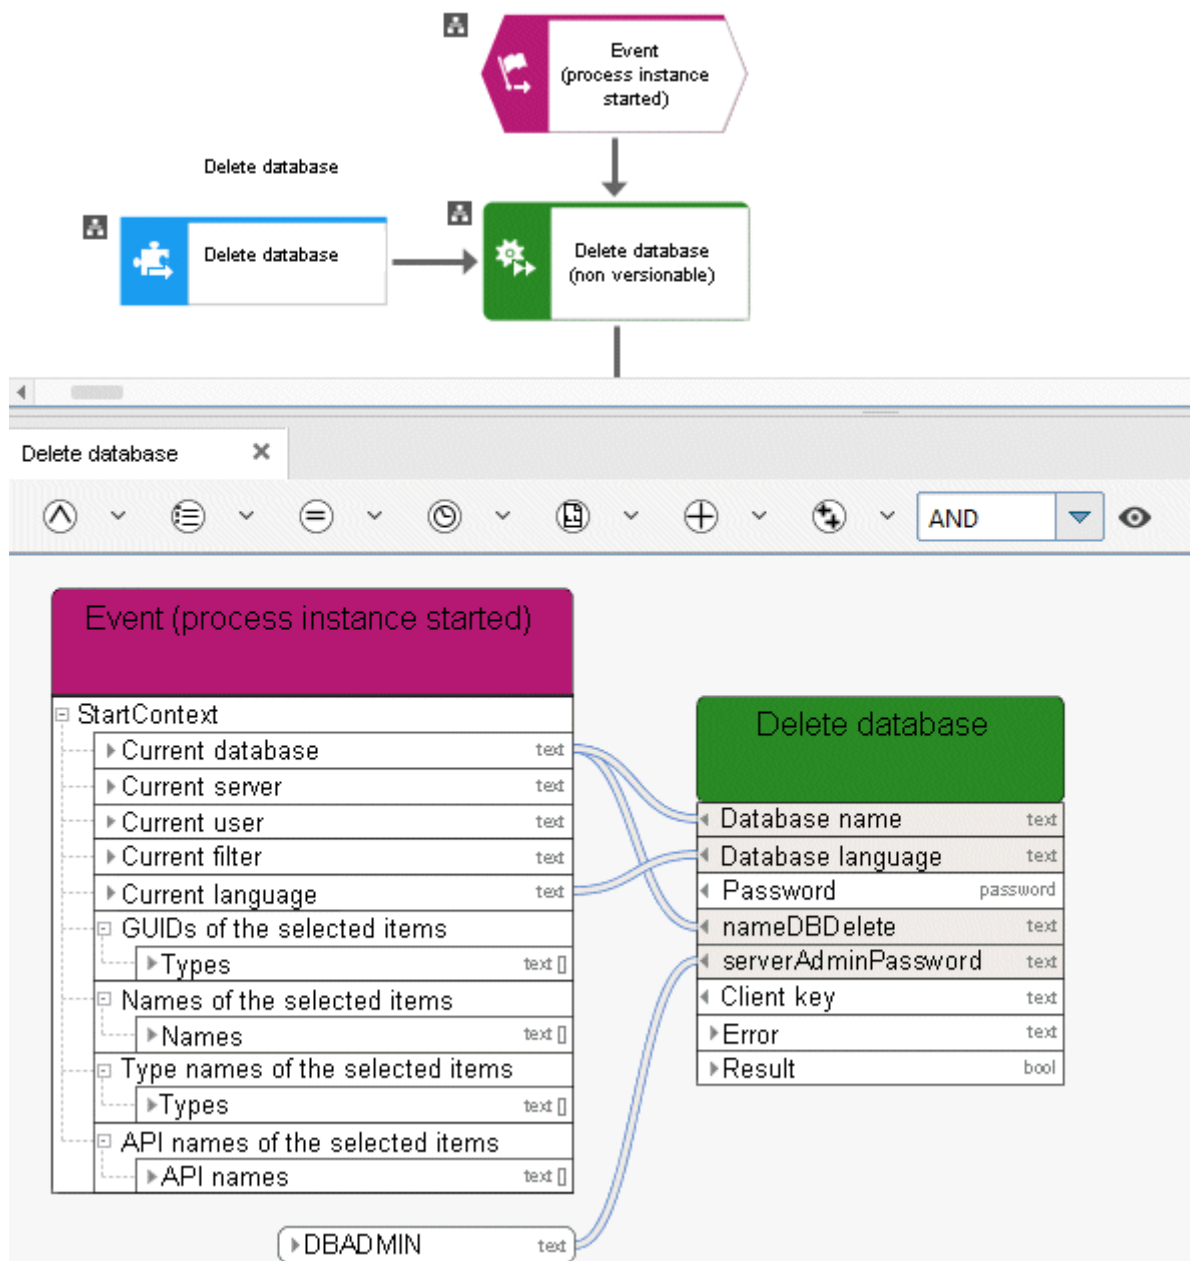 Event
(process instance
started)
Delete database
Delete database
Delete database
(non versionable)
Delete database
AND
Event (process instance started)
StartContext
Current database text
Current server text
Current user text
Current filter text
Current language text
GUIDs of the selected items
Types text []
Names of the selected items
Names text []
Type names of the selected items
Types text []
API names of the selected items
API names text []
DBADMIN text
Delete database
Database name text
Database language text
Password password
nameDBDelete text
serverAdminPassword text
Client key text
Error text
Result bool